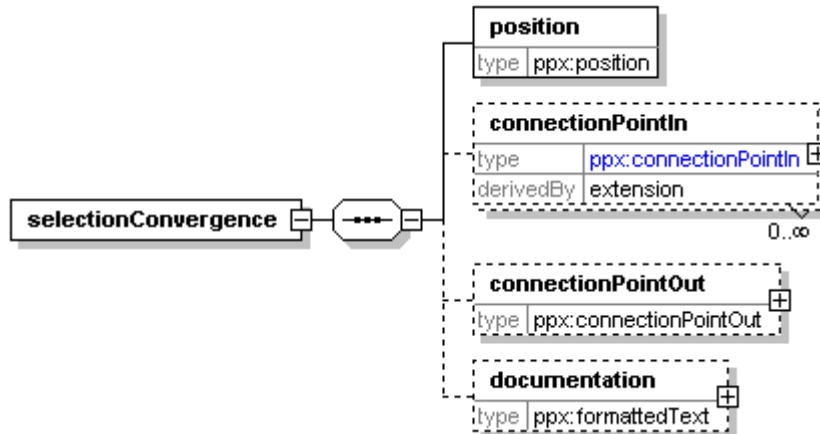 position
type ppx:position
connectionPointIn
type ppx:connectionPointIn
derivedBy extension
0..∞
selectionConvergence
connectionPointOut
type ppx:connectionPointOut
documentation
type ppx:formattedText